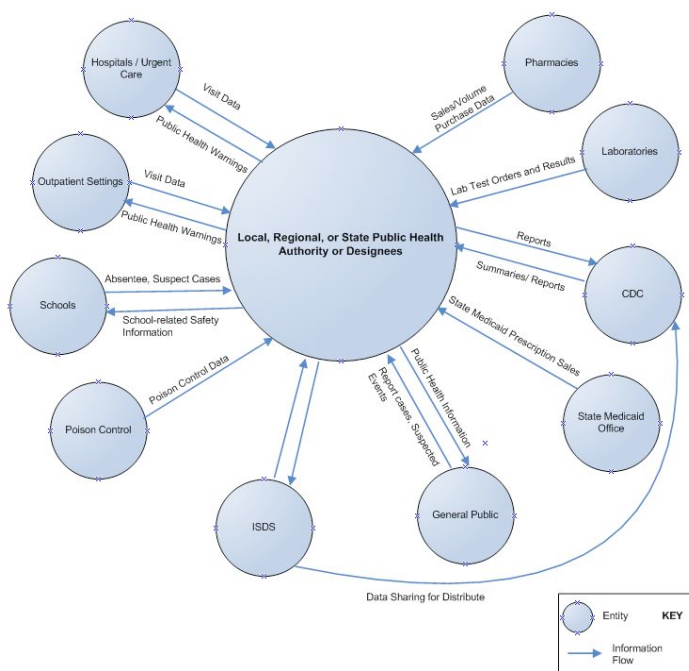 Hospitals / Urgent
Care
Visit Data
Public Health Warnings
Pharmacies
Sales/Volume
Purchase Data
Laboratories
Lab Test Orders and Results
Outpatient Settings
Visit Data
Public Health Warnings
Local, Regional, or State Public Health
Authority or Designees
Reports
Summaries/ Reports
CDC
Schools
Absentee, Suspect Cases
School-related Safety
Information
State Medicaid Prescription Sales
State Medicaid
Office
Poison Control
Poison Control Data
Public Health Information
Report cases, Suspected
Events
ISDS
General Public
Data Sharing for Distribute
Entity
KEY
Information
Flow